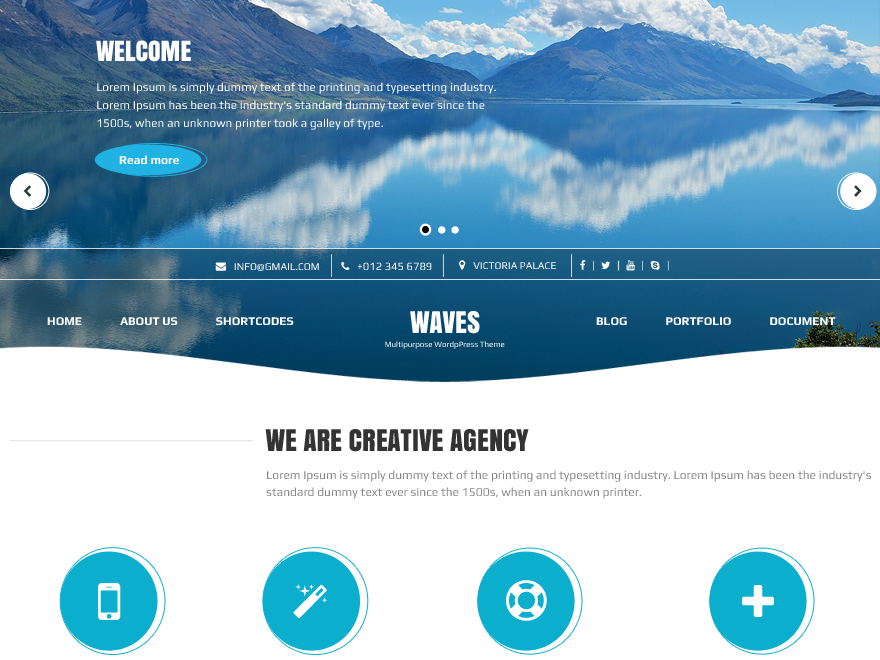 WELCOME
Lorem Ipsum is simply dummy text of the printing and typesetting industry.
Lorem Ipsum has been the industry's standard dummy text ever since the
1500s, when an unknown printer took a galley of type.
Read more
INFO@GMAIL.COM +012 345 6789 VICTORIA PALACE
HOME ABOUT US SHORTCODES WAVES BLOG PORTFOLIO DOCUMENT
Multipurpose WordPress Theme
WE ARE CREATIVE AGENCY
Lorem Ipsum is simply dummy text of the printing and typesetting industry. Lorem Ipsum has been the industry's
standard dummy text ever since the 1500s, when an unknown printer.